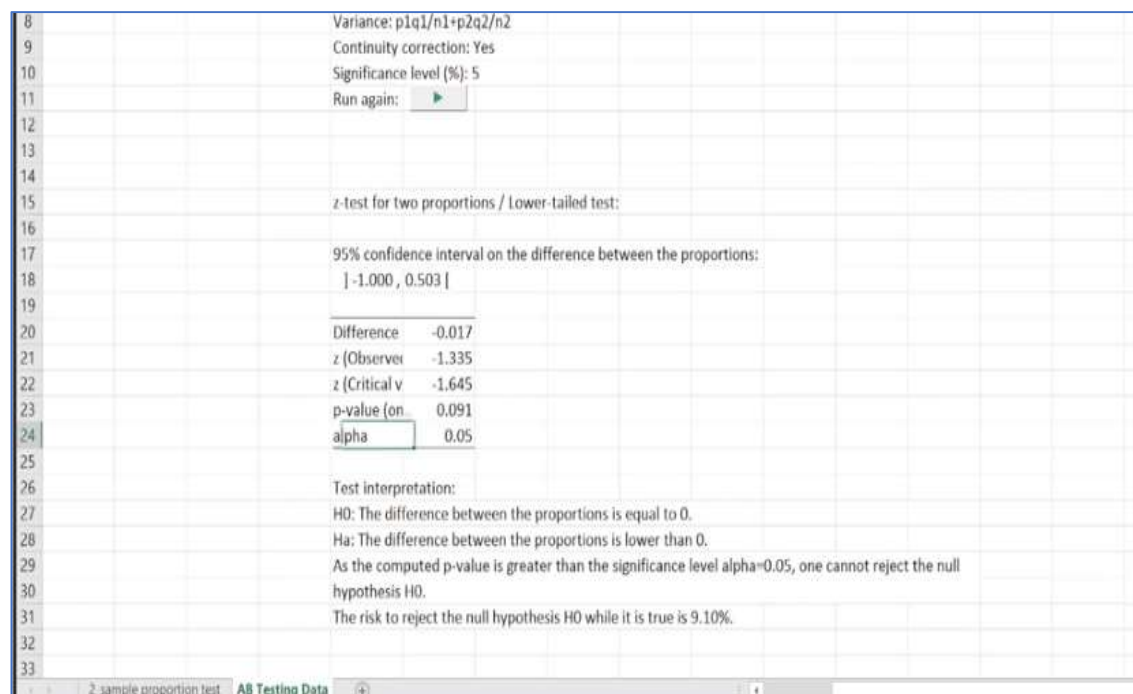 8 Variance: p1q1/n1+p2q2/n2
9 Continuity correction: Yes
10 Significance level (%): 5
11 Run again:
12
13
14
15 z-test for two proportions / Lower-tailed test:
16
17 95% confidence interval on the difference between the proportions:
18 ] -1.000 , 0.503 [
19
20 Difference -0.017
21 z (Observe -1.335
22 z (Critical v -1.645
23 p-value (on 0.091
24 alpha 0.05
25
26 Test interpretation:
27 H0: The difference between the proportions is equal to 0.
28 Ha: The difference between the proportions is lower than 0.
29 As the computed p-value is greater than the significance level alpha=0.05, one cannot reject the null
30 hypothesis H0.
31 The risk to reject the null hypothesis H0 while it is true is 9.10%.
32
33
2 sample proportion test AB Testing Data